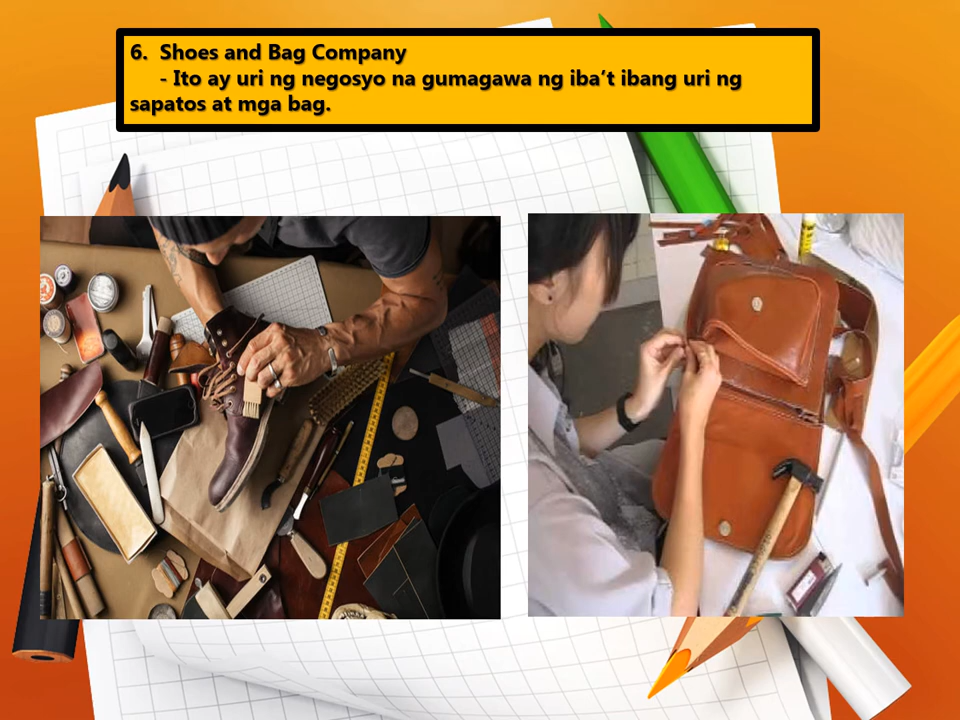 6.  Shoes and Bag Company
- Ito ay uri ng negosyo na gumagawa ng iba’t ibang uri ng
sapatos at mga bag.